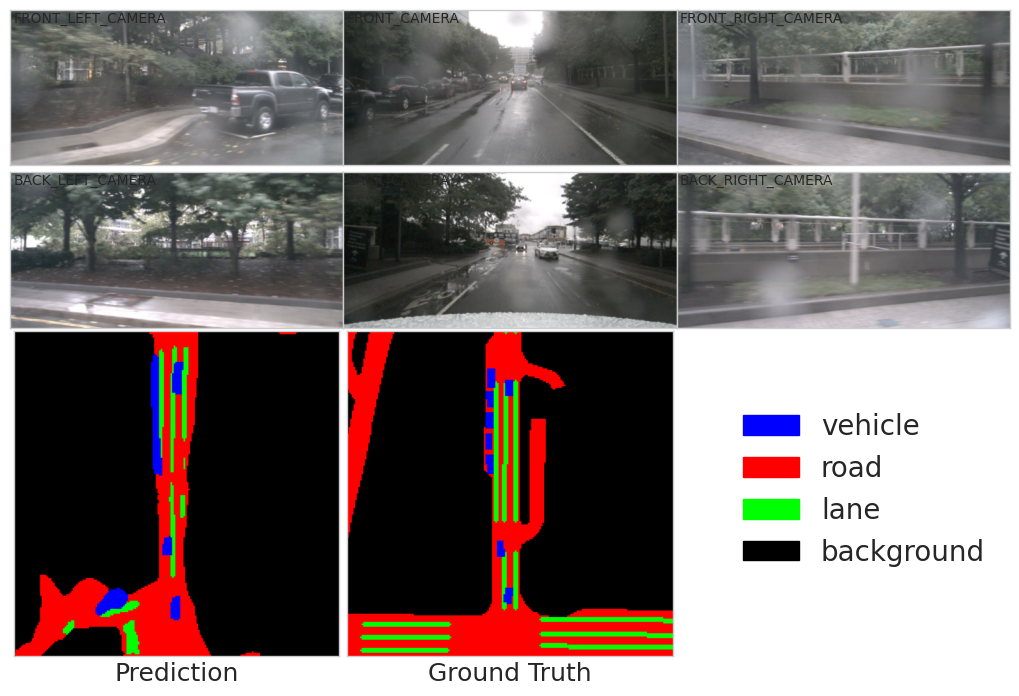 FRONT_LEFT_CAMERA
FRONT_CAMERA
FRONT_RIGHT_CAMERA
BACK_LEFT_CAMERA
BACK_RIGHT_CAMERA
vehicle
road
lane
background
Prediction
Ground Truth